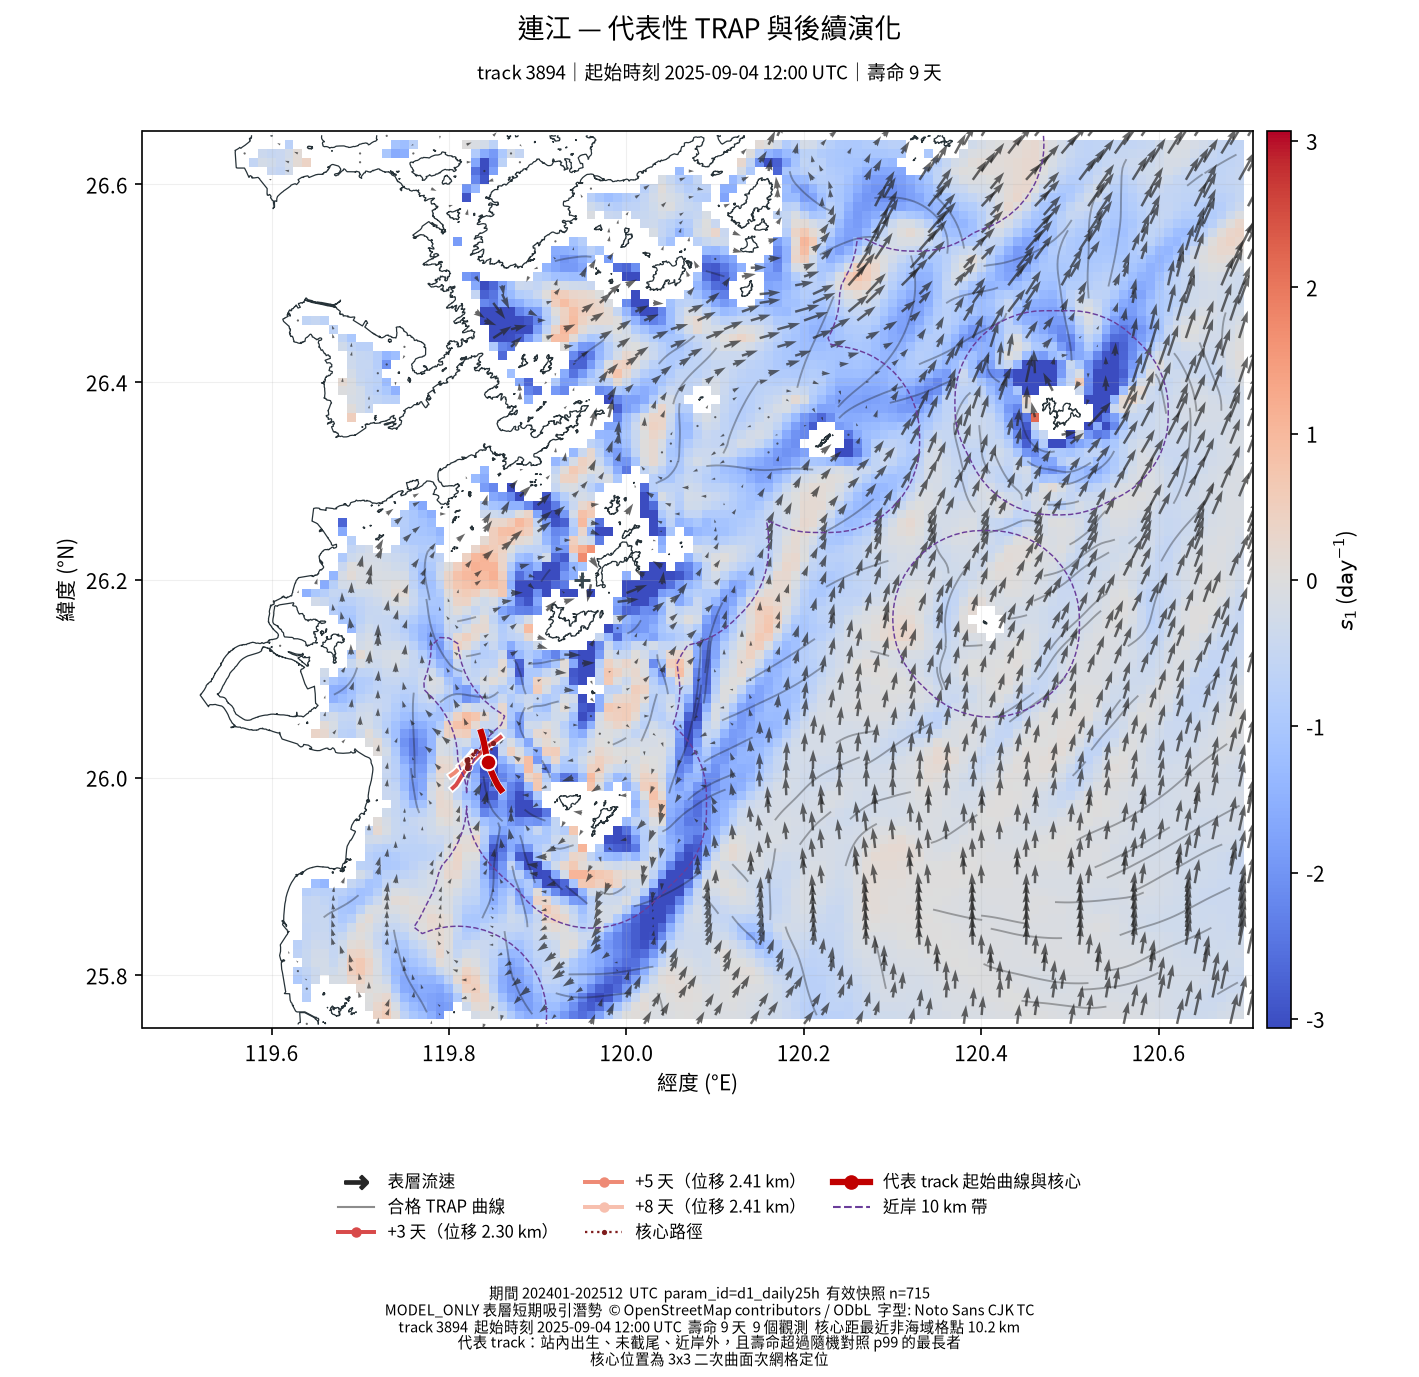 連江 — 代表性 TRAP 與後續演化
track 3894｜起始時刻 2025-09-04 12:00 UTC｜壽命 9 天
26.6
26.4
26.2
26.0
25.8
緯度 (°N)
119.6
119.8
120.0
120.2
120.4
120.6
經度 (°E)
3
2
1
0
-1
-2
-3
s₁ (day⁻¹)
表層流速
合格 TRAP 曲線
+3 天（位移 2.30 km）
+5 天（位移 2.41 km）
+8 天（位移 2.41 km）
核心路徑
代表 track 起始曲線與核心
近岸 10 km 帶
期間 202401-202512 UTC param_id=d1_daily25h 有效快照 n=715
MODEL_ONLY 表層短期吸引潛勢 © OpenStreetMap contributors / ODbL 字型: Noto Sans CJK TC
track 3894 起始時刻 2025-09-04 12:00 UTC 壽命 9 天 9 個觀測 核心距最近非海域格點 10.2 km
代表 track：站內出生、未截尾、近岸外，且壽命超過隨機對照 p99 的最長者
核心位置為 3x3 二次曲面次網格定位